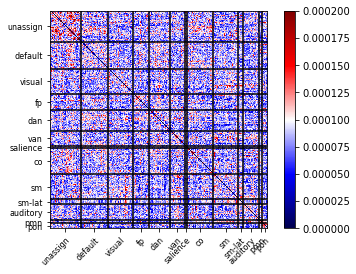 unassign
default
visual
fp
dan
van
salience
co
sm
sm-lat
auditory
pmn
pon
unassign
default
visual
fp
dan
van
salience
co
sm
sm-lat
auditory
0.000200
0.000175
0.000150
0.000125
0.000100
0.000075
0.000050
0.000025
0.000000